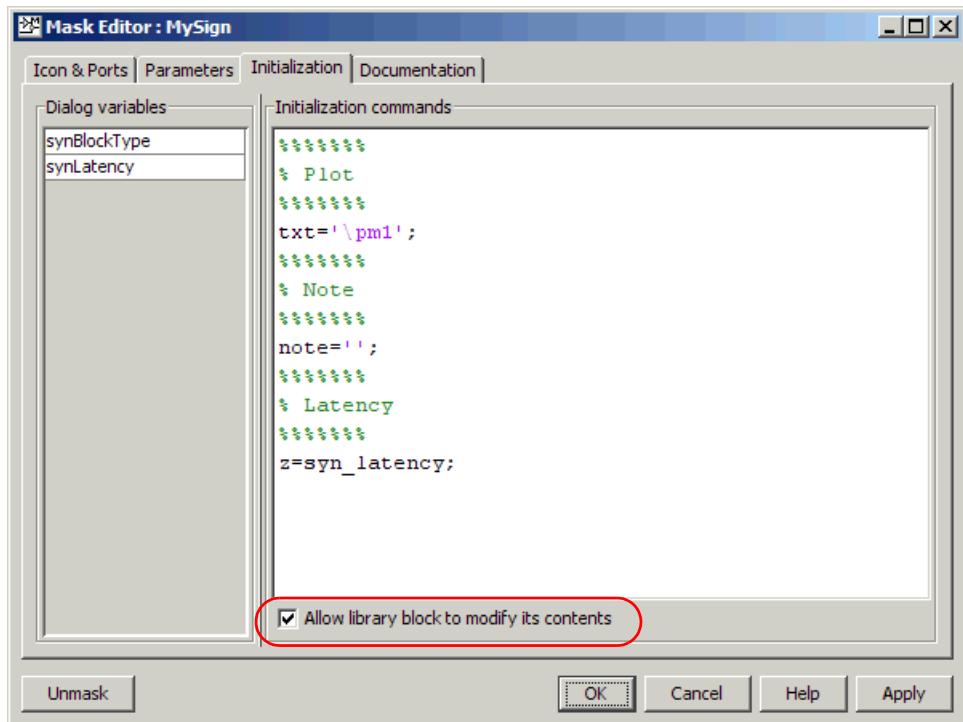 Mask Editor : MySign
Icon & Ports Parameters Initialization Documentation
Dialog variables
synBlockType
synLatency
Initialization commands
%%%%%%%
% Plot
%%%%%%%
txt='\pm1';
%%%%%%%
% Note
%%%%%%%
note='';
%%%%%%%
% Latency
%%%%%%%
z=syn_latency;
Allow library block to modify its contents
Unmask OK Cancel Help Apply